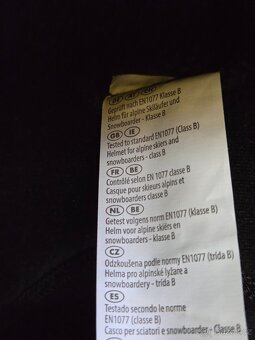 DE AT CH
Geprüft nach EN1077 Klasse B
Helm für alpine Skiläufer und
Snowboarder - Klasse B
GB IE
Tested to standard EN1077 (Class B)
Helmet for alpine skiers and
snowboarders - class B
FR BE
Contrôlé selon EN 1077 classe B
Casque pour skieurs alpins et
snowboarders classe B
NL BE
Getest volgens norm EN1077 (klasse B)
Helm voor alpine skiërs en
snowboarders - klasse B
CZ
Odzkoušena podle normy EN1077 (třída B)
Helma pro alpinské lyžaře a
snowboardery - třída B
ES
Testado secondo le norme
EN1077 (classe B)
Casco per sciatori e snowboarder - Classe B